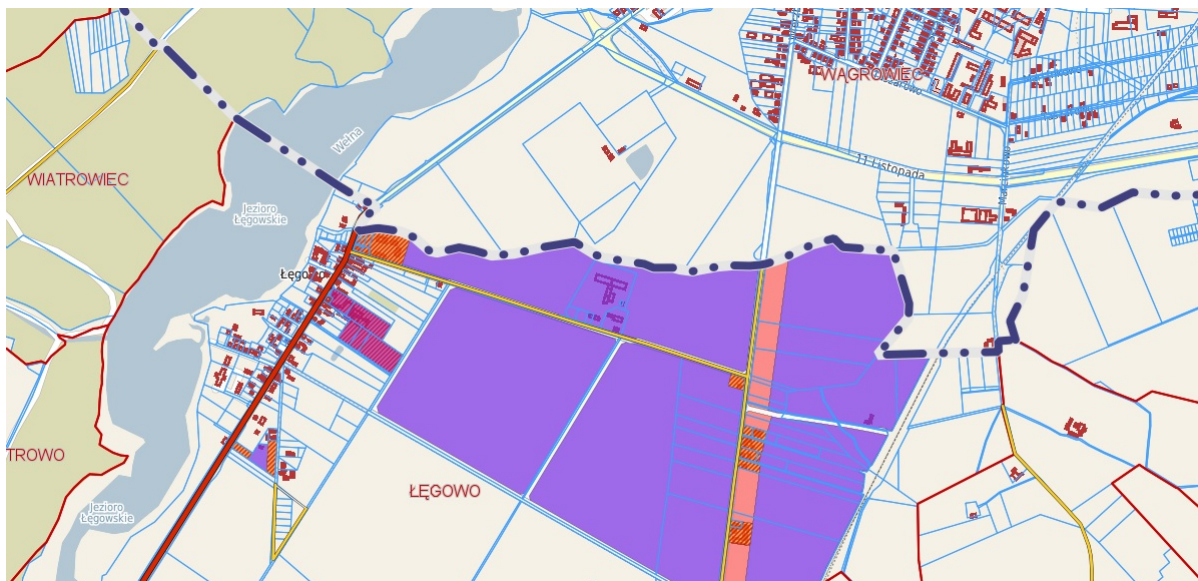 WĄGROWIEC
Wełna
11 Listopada
WIATROWIEC
Jezioro
Łęgowskie
Łęgowo
TROWO
ŁĘGOWO
Jezioro
Łęgowskie